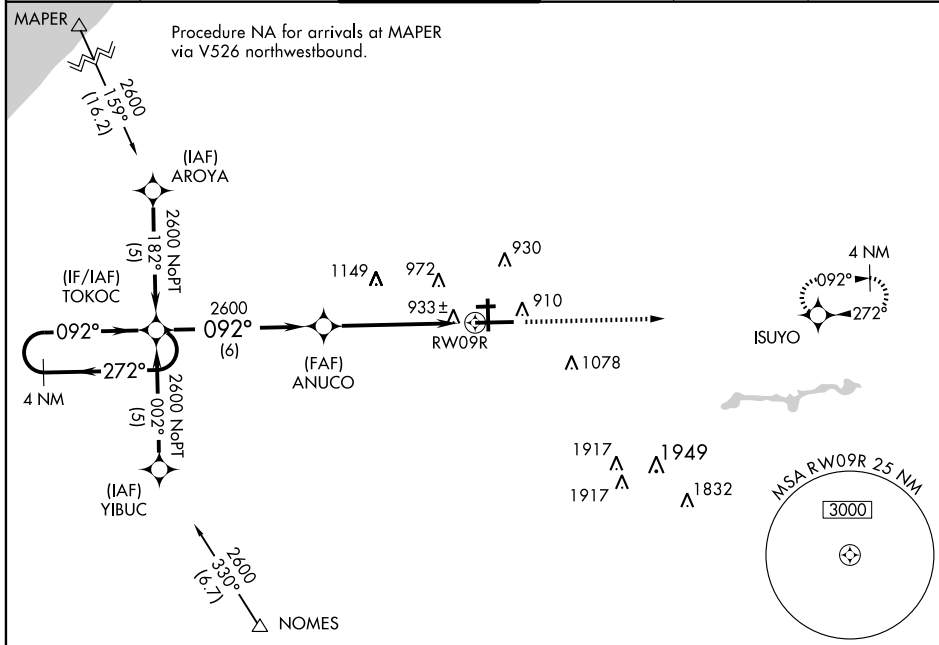 MAPER
Procedure NA for arrivals at MAPER
via V526 northwestbound.
2600
159°
(16.2)
(IAF)
AROYA
2600 NoPT
182°
(5)
(IF/IAF)
TOKOC
092°
272°
4 NM
2600
092°
(6)
(FAF)
ANUCO
1149
972
930
933±
910
RW09R
1078
4 NM
092°
272°
ISUYO
2600 NoPT
002°
(5)
(IAF)
YIBUC
2600
330°
(6.7)
NOMES
1917
1949
1917
1832
MSA RW09R 25 NM
3000